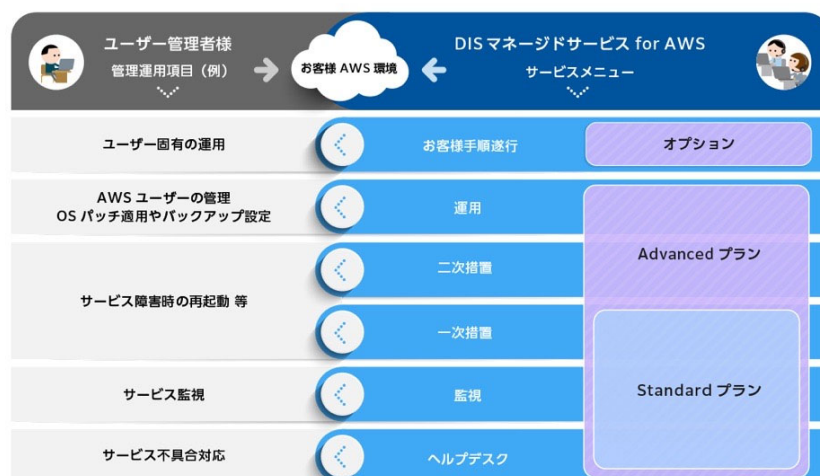 ユーザー管理者様
管理運用項目（例）
お客様 AWS 環境
DIS マネージドサービス for AWS
サービスメニュー
ユーザー固有の運用
お客様手順遂行
オプション
AWS ユーザーの管理
OS パッチ適用やバックアップ設定
運用
Advanced プラン
二次措置
サービス障害時の再起動 等
一次措置
Standard プラン
サービス監視
監視
サービス不具合対応
ヘルプデスク